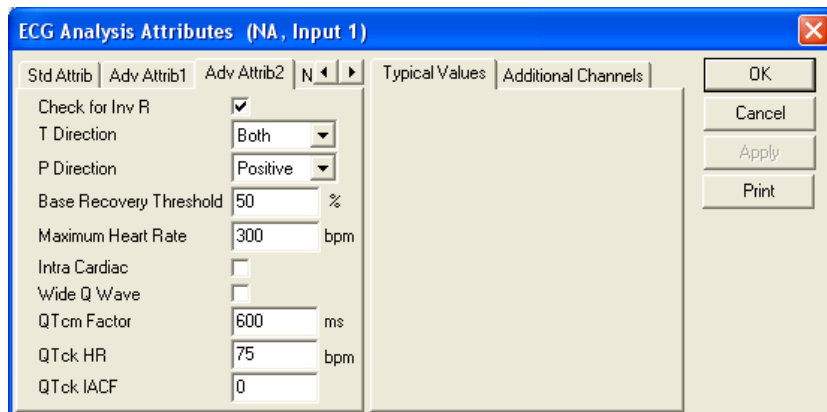 ECG Analysis Attributes (NA, Input 1)
Std Attrib Adv Attrib1 Adv Attrib2 N
Typical Values Additional Channels
Check for Inv R
T Direction Both
P Direction Positive
Base Recovery Threshold 50 %
Maximum Heart Rate 300 bpm
Intra Cardiac
Wide Q Wave
QTcm Factor 600 ms
QTck HR 75 bpm
QTck IACF 0
OK
Cancel
Apply
Print